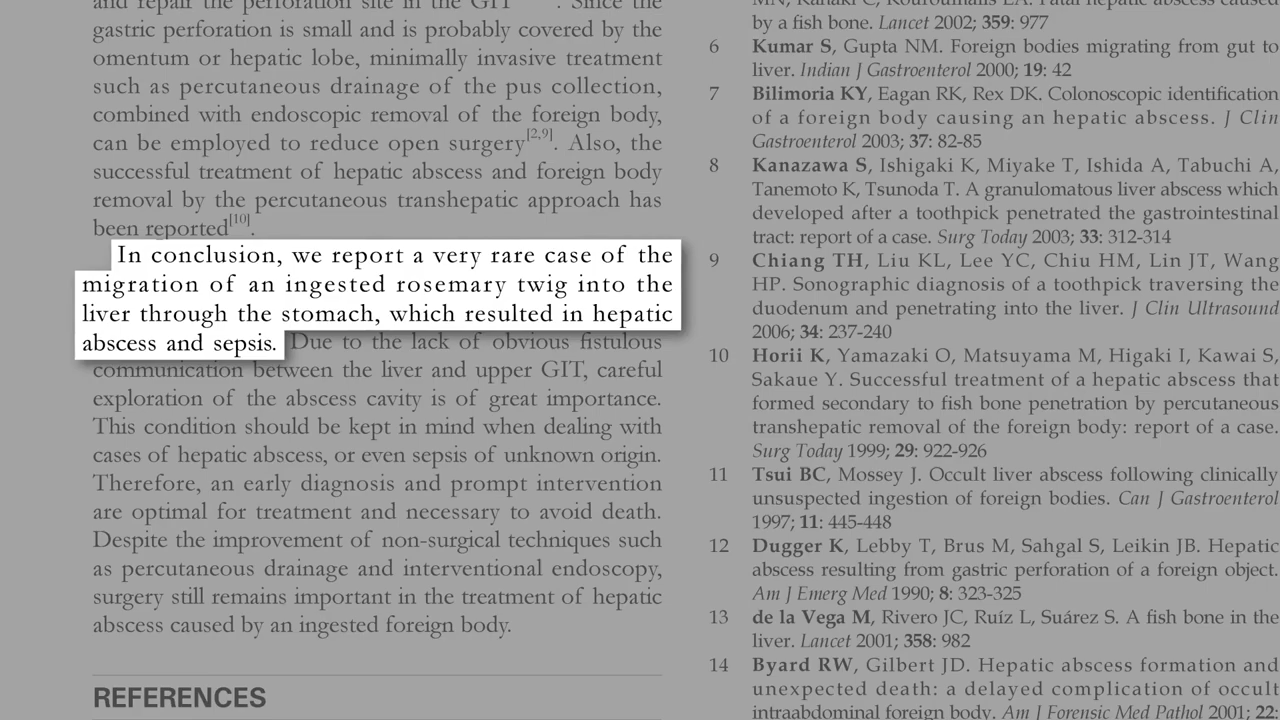 and repair the perforation site in the GIT . Since the
gastric perforation is small and is probably covered by the
omentum or hepatic lobe, minimally invasive treatment
such as percutaneous drainage of the pus collection,
combined with endoscopic removal of the foreign body,
can be employed to reduce open surgery[2,9]. Also, the
successful treatment of hepatic abscess and foreign body
removal by the percutaneous transhepatic approach has
been reported[10].
In conclusion, we report a very rare case of the
migration of an ingested rosemary twig into the
liver through the stomach, which resulted in hepatic
abscess and sepsis. Due to the lack of obvious fistulous
communication between the liver and upper GIT, careful
exploration of the abscess cavity is of great importance.
This condition should be kept in mind when dealing with
cases of hepatic abscess, or even sepsis of unknown origin.
Therefore, an early diagnosis and prompt intervention
are optimal for treatment and necessary to avoid death.
Despite the improvement of non-surgical techniques such
as percutaneous drainage and interventional endoscopy,
surgery still remains important in the treatment of hepatic
abscess caused by an ingested foreign body.
REFERENCES
MN, Kanaki C, Kouroumalis EA. Fatal hepatic abscess caused
by a fish bone. Lancet 2002; 359: 977
6 Kumar S, Gupta NM. Foreign bodies migrating from gut to
liver. Indian J Gastroenterol 2000; 19: 42
7 Bilimoria KY, Eagan RK, Rex DK. Colonoscopic identification
of a foreign body causing an hepatic abscess. J Clin
Gastroenterol 2003; 37: 82-85
8 Kanazawa S, Ishigaki K, Miyake T, Ishida A, Tabuchi A,
Tanemoto K, Tsunoda T. A granulomatous liver abscess which
developed after a toothpick penetrated the gastrointestinal
tract: report of a case. Surg Today 2003; 33: 312-314
9 Chiang TH, Liu KL, Lee YC, Chiu HM, Lin JT, Wang
HP. Sonographic diagnosis of a toothpick traversing the
duodenum and penetrating into the liver. J Clin Ultrasound
2006; 34: 237-240
10 Horii K, Yamazaki O, Matsuyama M, Higaki I, Kawai S,
Sakaue Y. Successful treatment of a hepatic abscess that
formed secondary to fish bone penetration by percutaneous
transhepatic removal of the foreign body: report of a case.
Surg Today 1999; 29: 922-926
11 Tsui BC, Mossey J. Occult liver abscess following clinically
unsuspected ingestion of foreign bodies. Can J Gastroenterol
1997; 11: 445-448
12 Dugger K, Lebby T, Brus M, Sahgal S, Leikin JB. Hepatic
abscess resulting from gastric perforation of a foreign object.
Am J Emerg Med 1990; 8: 323-325
13 de la Vega M, Rivero JC, Ruíz L, Suárez S. A fish bone in the
liver. Lancet 2001; 358: 982
14 Byard RW, Gilbert JD. Hepatic abscess formation and
unexpected death: a delayed complication of occult
intraabdominal foreign body. Am J Forensic Med Pathol 2001; 22: